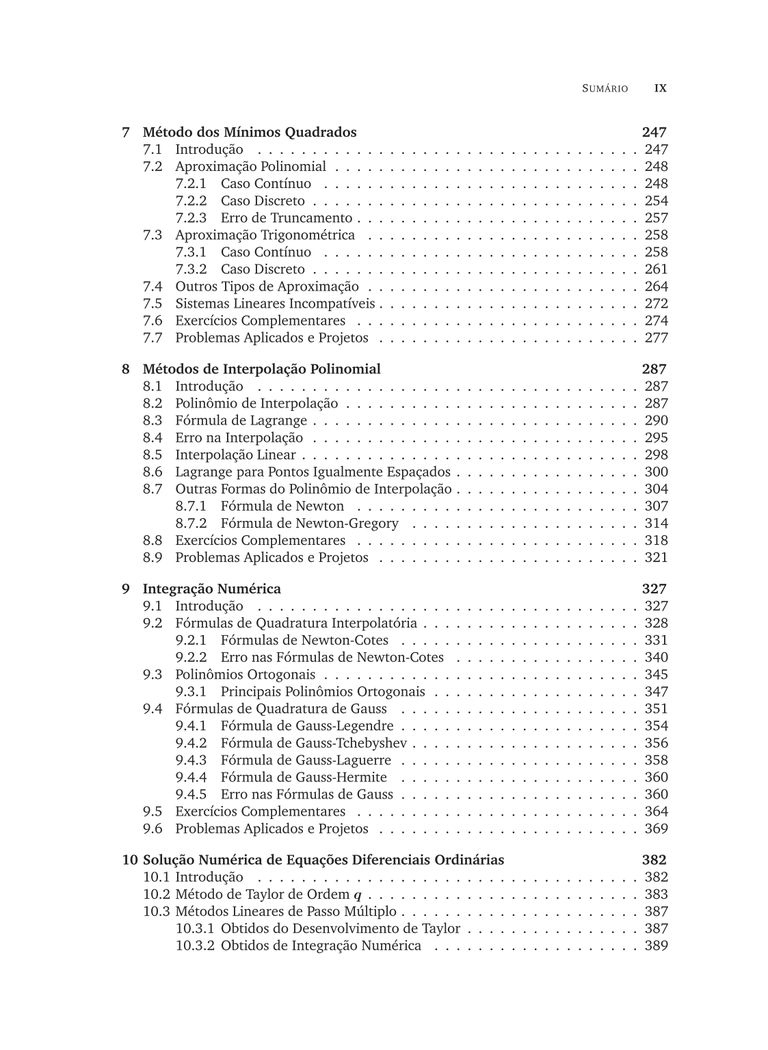 SUMÁRIO IX
7 Método dos Mínimos Quadrados 247
7.1 Introdução . . . . . . . . . . . . . . . . . . . . . . . . . . . . . . . . . . . 247
7.2 Aproximação Polinomial . . . . . . . . . . . . . . . . . . . . . . . . . . . . 248
7.2.1 Caso Contínuo . . . . . . . . . . . . . . . . . . . . . . . . . . . . . 248
7.2.2 Caso Discreto . . . . . . . . . . . . . . . . . . . . . . . . . . . . . . 254
7.2.3 Erro de Truncamento . . . . . . . . . . . . . . . . . . . . . . . . . . 257
7.3 Aproximação Trigonométrica . . . . . . . . . . . . . . . . . . . . . . . . . 258
7.3.1 Caso Contínuo . . . . . . . . . . . . . . . . . . . . . . . . . . . . . 258
7.3.2 Caso Discreto . . . . . . . . . . . . . . . . . . . . . . . . . . . . . . 261
7.4 Outros Tipos de Aproximação . . . . . . . . . . . . . . . . . . . . . . . . . 264
7.5 Sistemas Lineares Incompatíveis . . . . . . . . . . . . . . . . . . . . . . . . 272
7.6 Exercícios Complementares . . . . . . . . . . . . . . . . . . . . . . . . . . 274
7.7 Problemas Aplicados e Projetos . . . . . . . . . . . . . . . . . . . . . . . . 277
8 Métodos de Interpolação Polinomial 287
8.1 Introdução . . . . . . . . . . . . . . . . . . . . . . . . . . . . . . . . . . . 287
8.2 Polinômio de Interpolação . . . . . . . . . . . . . . . . . . . . . . . . . . . 287
8.3 Fórmula de Lagrange . . . . . . . . . . . . . . . . . . . . . . . . . . . . . . 290
8.4 Erro na Interpolação . . . . . . . . . . . . . . . . . . . . . . . . . . . . . . 295
8.5 Interpolação Linear . . . . . . . . . . . . . . . . . . . . . . . . . . . . . . . 298
8.6 Lagrange para Pontos Igualmente Espaçados . . . . . . . . . . . . . . . . . 300
8.7 Outras Formas do Polinômio de Interpolação . . . . . . . . . . . . . . . . . 304
8.7.1 Fórmula de Newton . . . . . . . . . . . . . . . . . . . . . . . . . . 307
8.7.2 Fórmula de Newton-Gregory . . . . . . . . . . . . . . . . . . . . . 314
8.8 Exercícios Complementares . . . . . . . . . . . . . . . . . . . . . . . . . . 318
8.9 Problemas Aplicados e Projetos . . . . . . . . . . . . . . . . . . . . . . . . 321
9 Integração Numérica 327
9.1 Introdução . . . . . . . . . . . . . . . . . . . . . . . . . . . . . . . . . . . 327
9.2 Fórmulas de Quadratura Interpolatória . . . . . . . . . . . . . . . . . . . . 328
9.2.1 Fórmulas de Newton-Cotes . . . . . . . . . . . . . . . . . . . . . . 331
9.2.2 Erro nas Fórmulas de Newton-Cotes . . . . . . . . . . . . . . . . . 340
9.3 Polinômios Ortogonais . . . . . . . . . . . . . . . . . . . . . . . . . . . . . 345
9.3.1 Principais Polinômios Ortogonais . . . . . . . . . . . . . . . . . . . 347
9.4 Fórmulas de Quadratura de Gauss . . . . . . . . . . . . . . . . . . . . . . 351
9.4.1 Fórmula de Gauss-Legendre . . . . . . . . . . . . . . . . . . . . . . 354
9.4.2 Fórmula de Gauss-Tchebyshev . . . . . . . . . . . . . . . . . . . . . 356
9.4.3 Fórmula de Gauss-Laguerre . . . . . . . . . . . . . . . . . . . . . . 358
9.4.4 Fórmula de Gauss-Hermite . . . . . . . . . . . . . . . . . . . . . . 360
9.4.5 Erro nas Fórmulas de Gauss . . . . . . . . . . . . . . . . . . . . . . 360
9.5 Exercícios Complementares . . . . . . . . . . . . . . . . . . . . . . . . . . 364
9.6 Problemas Aplicados e Projetos . . . . . . . . . . . . . . . . . . . . . . . . 369
10 Solução Numérica de Equações Diferenciais Ordinárias 382
10.1 Introdução . . . . . . . . . . . . . . . . . . . . . . . . . . . . . . . . . . . 382
10.2 Método de Taylor de Ordem q . . . . . . . . . . . . . . . . . . . . . . . . . 383
10.3 Métodos Lineares de Passo Múltiplo . . . . . . . . . . . . . . . . . . . . . . 387
10.3.1 Obtidos do Desenvolvimento de Taylor . . . . . . . . . . . . . . . . 387
10.3.2 Obtidos de Integração Numérica . . . . . . . . . . . . . . . . . . . 389